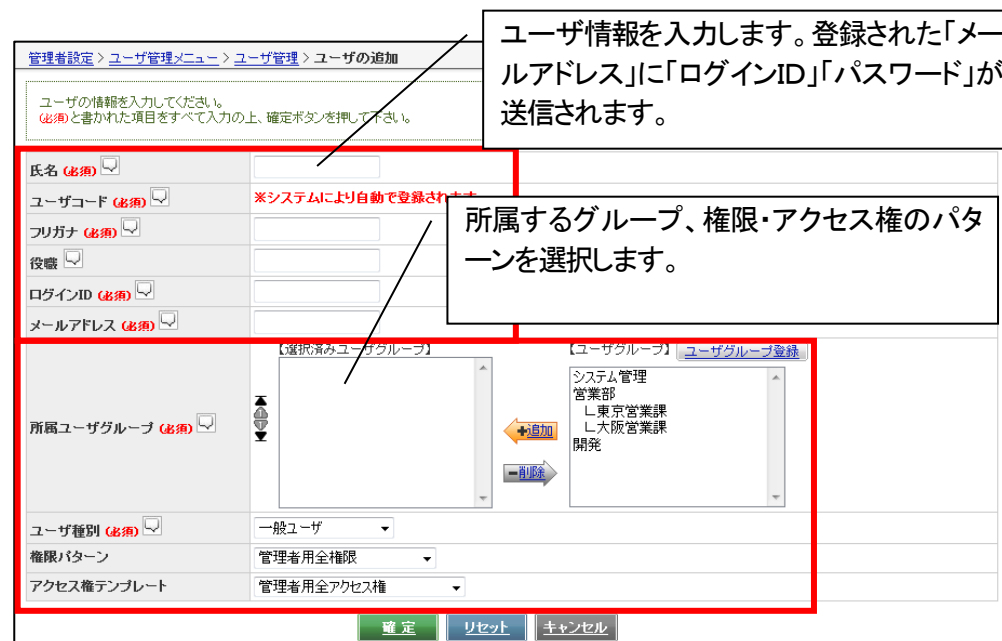 ユーザ情報を入力します。登録された「メー
ルアドレス」に「ログインID」「パスワード」が
送信されます。
管理者設定 > ユーザ管理メニュー > ユーザ管理 > ユーザの追加
ユーザの情報を入力してください。
(必須)と書かれた項目をすべて入力の上、確定ボタンを押して下さい。
氏名 (必須)
ユーザコード (必須) ※システムにより自動で登録されます
所属するグループ、権限・アクセス権のパタ
ーンを選択します。
フリガナ (必須)
役職
ログインID (必須)
メールアドレス (必須)
【選択済みユーザグループ】 【ユーザグループ】 ユーザグループ登録
所属ユーザグループ (必須)
システム管理
営業部
∟東京営業課
∟大阪営業課
開発
+追加
−削除
ユーザ種別 (必須) 一般ユーザ
権限パターン 管理者用全権限
アクセス権テンプレート 管理者用全アクセス権
確定 リセット キャンセル